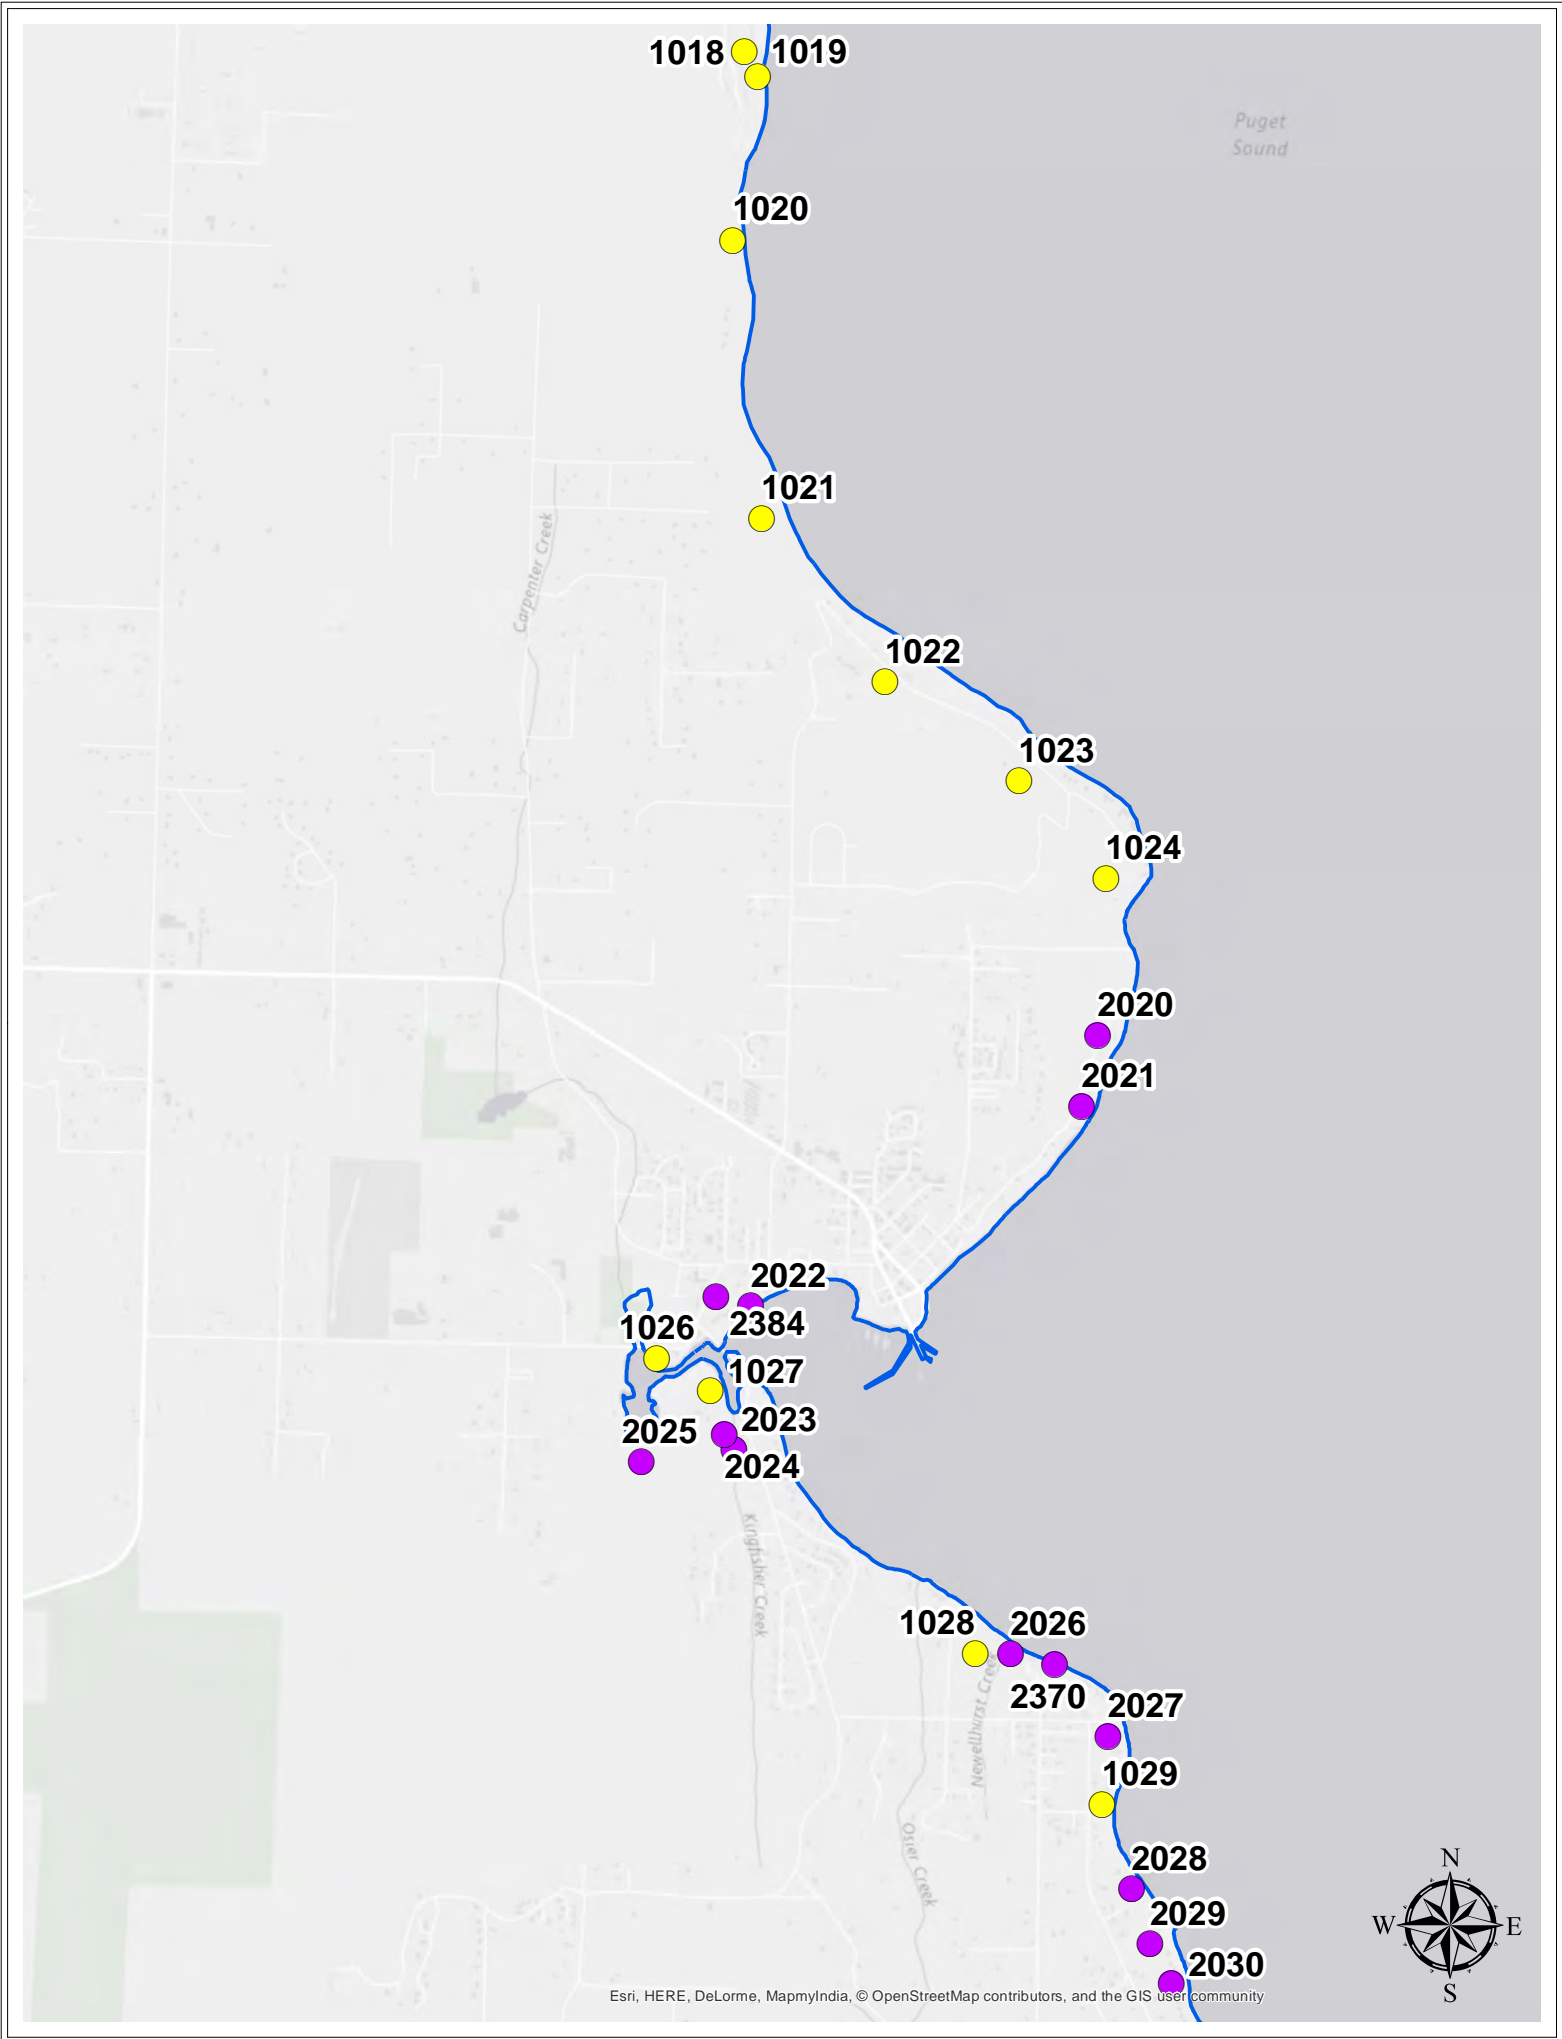 1018
1019
Puget
Sound
1020
1021
Carpenter Creek
1022
1023
1024
2020
2021
2022
2384
1026
1027
2023
2025
2024
Kingfisher Creek
1028
2026
2370
Newellhurst Creek
2027
1029
Osier Creek
2028
2029
2030
N
W
E
S
Esri, HERE, DeLorme, MapmyIndia, © OpenStreetMap contributors, and the GIS user community